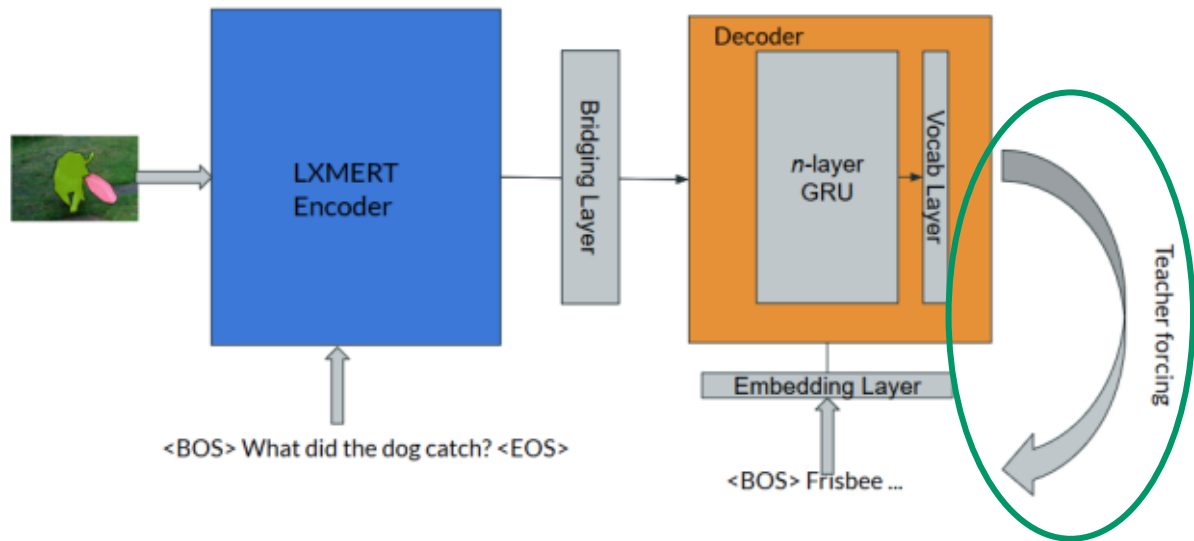 LXMERT
Encoder
<BOS> What did the dog catch? <EOS>
Bridging Layer
Decoder
n-layer
GRU
Vocab Layer
Embedding Layer
<BOS> Frisbee ...
Teacher forcing